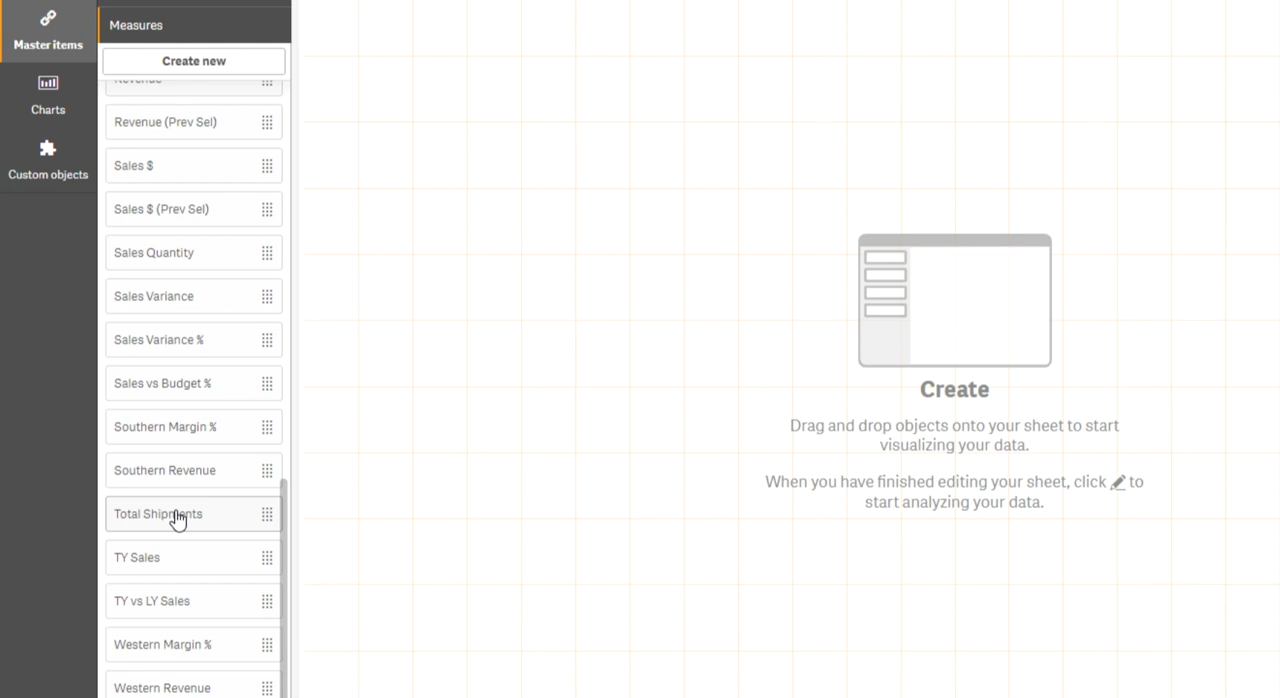 Master items
Charts
Custom objects
Measures
Create new
Revenue
Revenue (Prev Sel)
Sales $
Sales $ (Prev Sel)
Sales Quantity
Sales Variance
Sales Variance %
Sales vs Budget %
Southern Margin %
Southern Revenue
Total Shipments
TY Sales
TY vs LY Sales
Western Margin %
Western Revenue
Create
Drag and drop objects onto your sheet to start
visualizing your data.
When you have finished editing your sheet, click to
start analyzing your data.